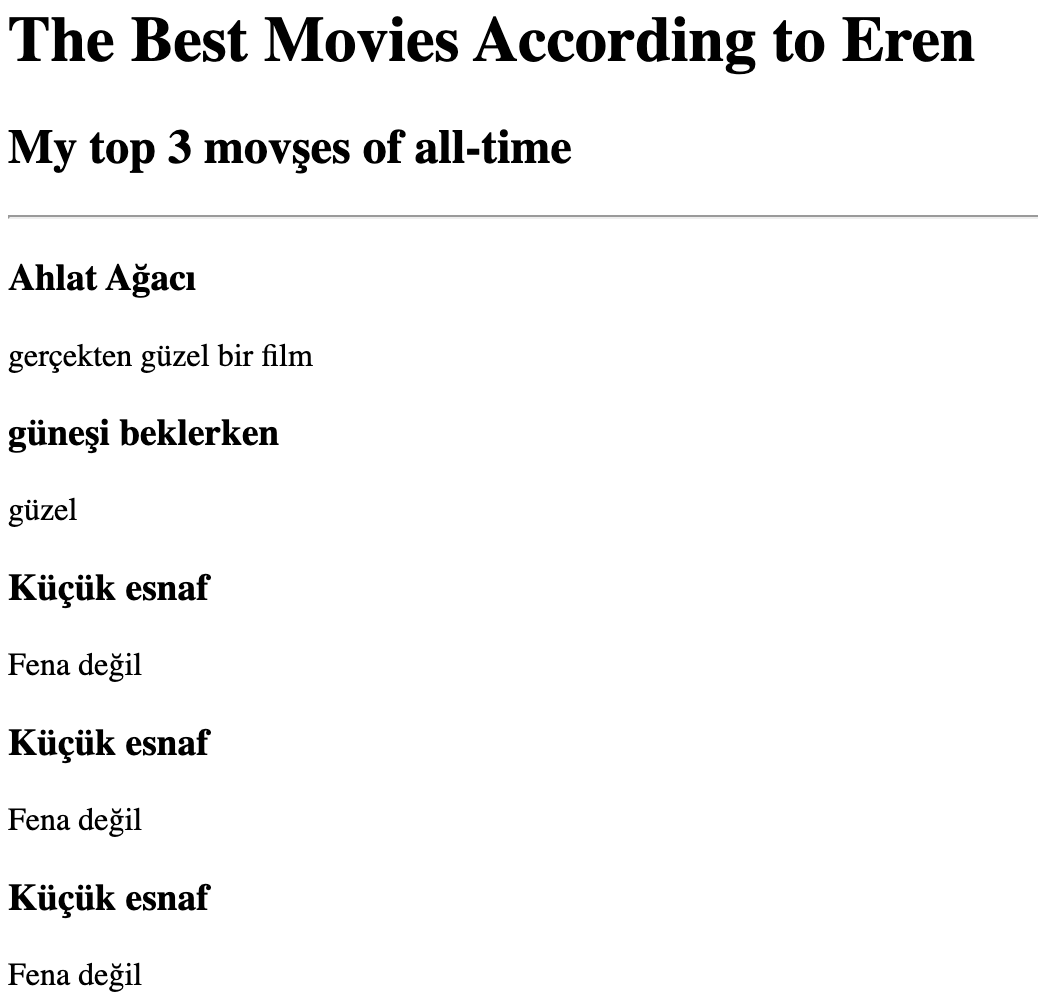 The Best Movies According to Eren
My top 3 movşes of all-time
Ahlat Ağacı
gerçekten güzel bir film
güneşi beklerken
güzel
Küçük esnaf
Fena değil
Küçük esnaf
Fena değil
Küçük esnaf
Fena değil